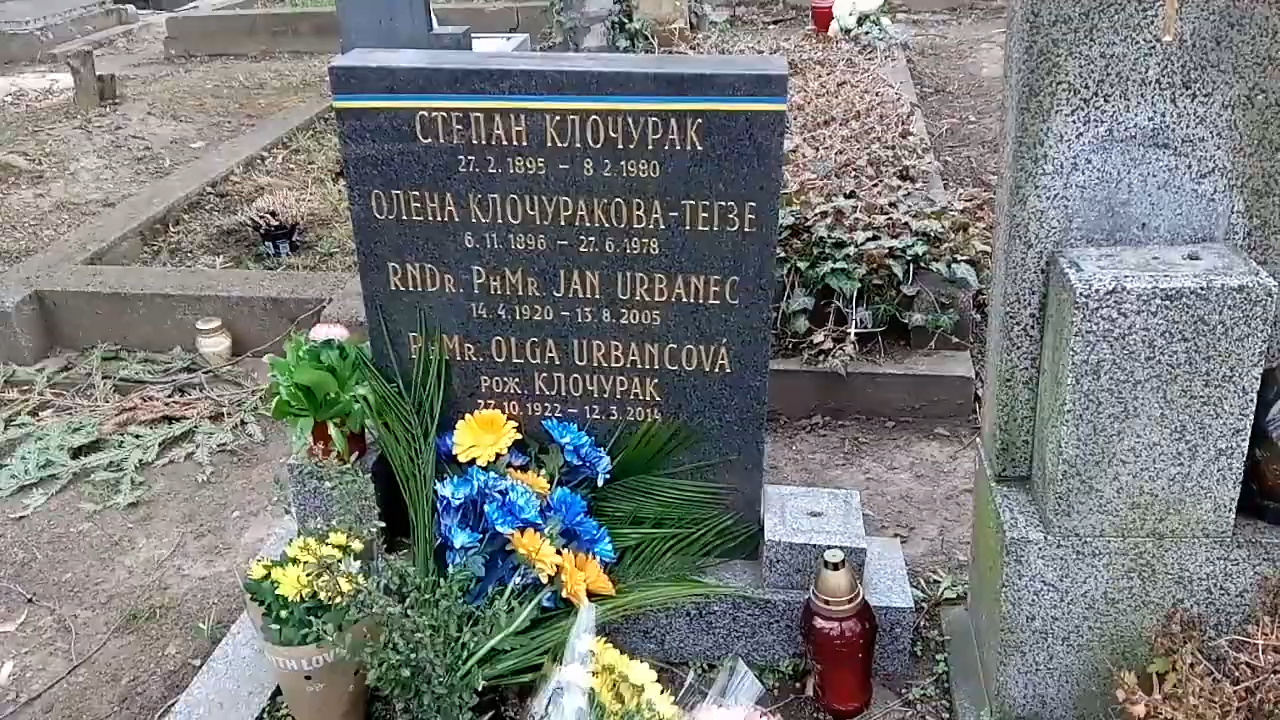 СТЕПАН КЛОЧУРАК
27. 2. 1895 – 8 2. 1980
ОЛЕНА КЛОЧУРАКОВА-ТЕГЗЕ
6. 11. 1896 – 27. 6. 1978
RNDr. PhMr. JAN URBANEC
14. 4. 1920 – 13. 8. 2005
PhMr. OLGA URBANCOVÁ
РОЖ. КЛОЧУРАК
27. 10. 1922 – 12. 3. 2014
WITH LOVE